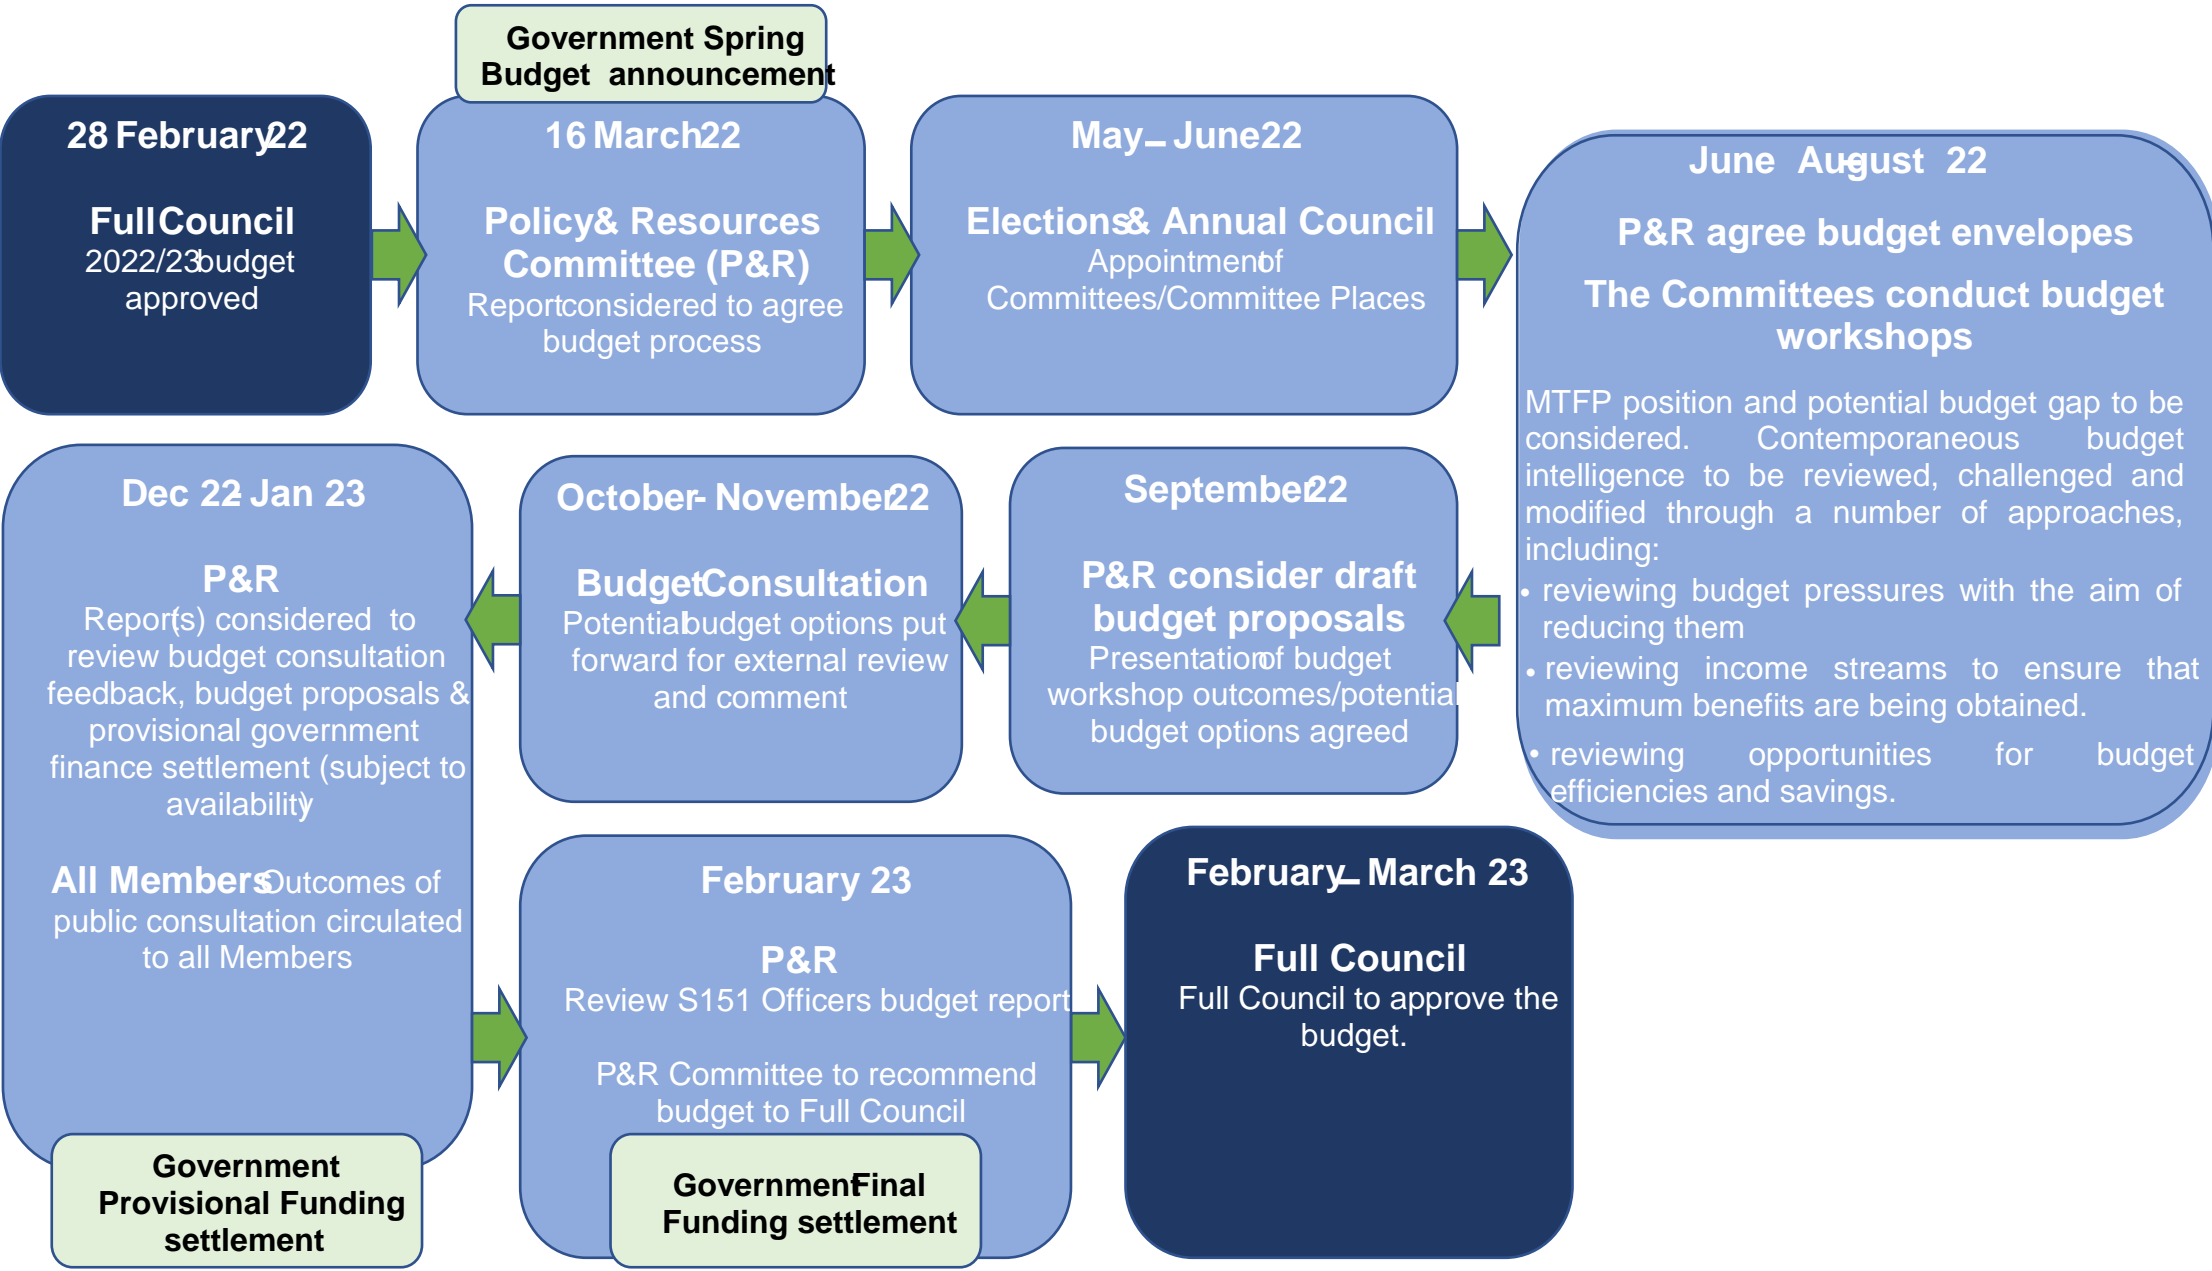 Government Spring
Budget announcement
28 February 22
Full Council
2022/23 budget
approved
16 March 22
Policy & Resources
Committee (P&R)
Report considered to agree
budget process
May – June 22
Elections & Annual Council
Appointment of
Committees/Committee Places
June – August 22
P&R agree budget envelopes
The Committees conduct budget
workshops
MTFP position and potential budget gap to be
considered. Contemporaneous budget
intelligence to be reviewed, challenged and
modified through a number of approaches,
including:
• reviewing budget pressures with the aim of
reducing them
• reviewing income streams to ensure that
maximum benefits are being obtained.
• reviewing opportunities for budget
efficiencies and savings.
September 22
P&R consider draft
budget proposals
Presentation of budget
workshop outcomes/potential
budget options agreed
October - November 22
Budget Consultation
Potential budget options put
forward for external review
and comment
Dec 22 - Jan 23
P&R
Report(s) considered to
review budget consultation
feedback, budget proposals &
provisional government
finance settlement (subject to
availability)
All Members Outcomes of
public consultation circulated
to all Members
Government
Provisional Funding
settlement
February 23
P&R
Review S151 Officers budget report
P&R Committee to recommend
budget to Full Council
Government Final
Funding settlement
February – March 23
Full Council
Full Council to approve the
budget.